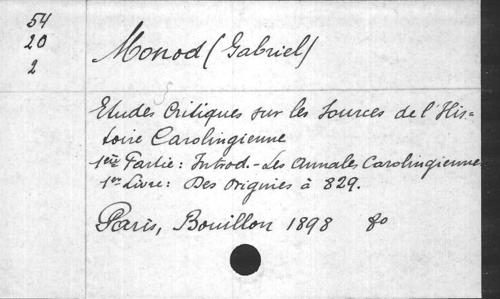 54
20
2
Monod (Gabriel)
Etudes Critiques sur les Sources de l'His=
toire Carolingienne
1ère Partie: Introd.- Les Annales Carolingiennes
1er Livre: Des Origines à 829.
Paris, Bouillon 1898 8o